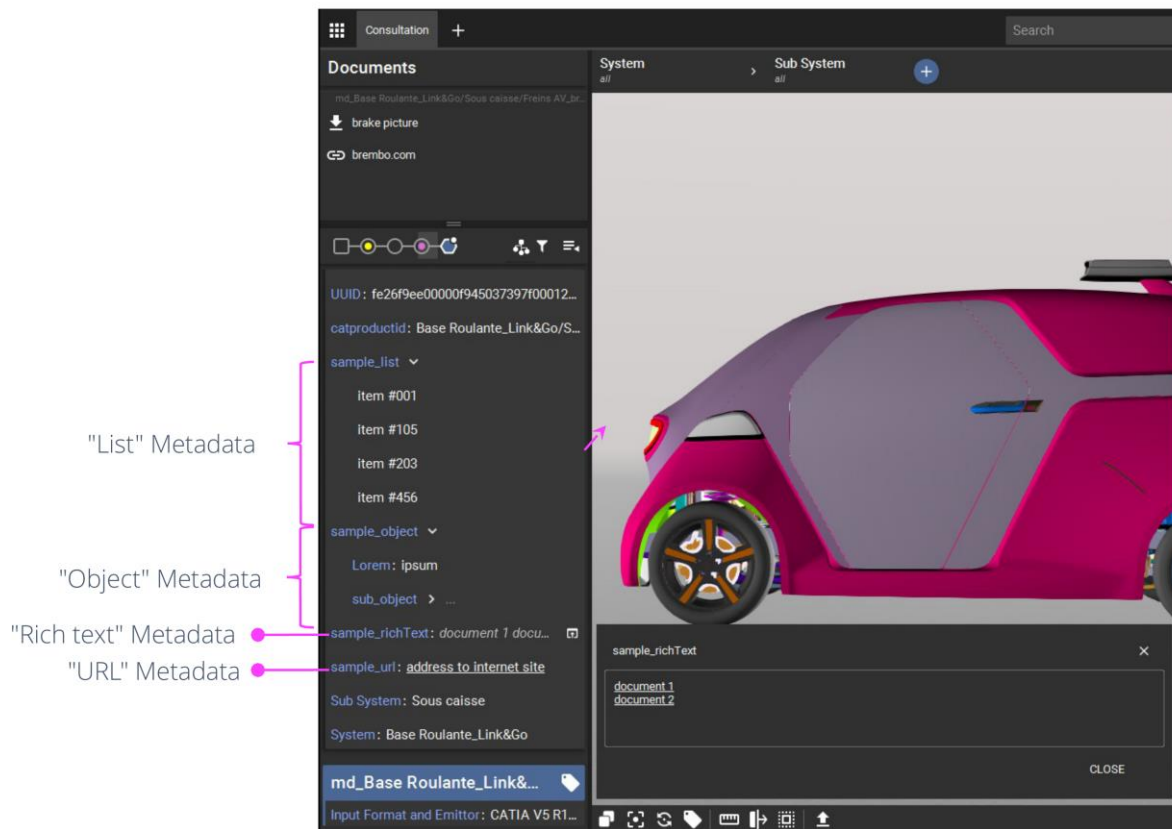 Consultation
Search
Documents
System
all
Sub System
all
md_Base Roulante_Link&Go/Sous caisse/Freins AV_br...
brake picture
brembo.com
UUID: fe26f9ee00000f945037397f00012...
catproductid: Base Roulante_Link&Go/S...
sample_list
item #001
item #105
"List" Metadata
item #203
item #456
sample_object
Lorem: ipsum
"Object" Metadata
sub_object > ...
"Rich text" Metadata
sample_richText: document 1 docu...
"URL" Metadata
sample_url: address to internet site
Sub System: Sous caisse
System: Base Roulante_Link&Go
sample_richText
document 1
document 2
CLOSE
md_Base Roulante_Link&...
Input Format and Emittor: CATIA V5 R1...